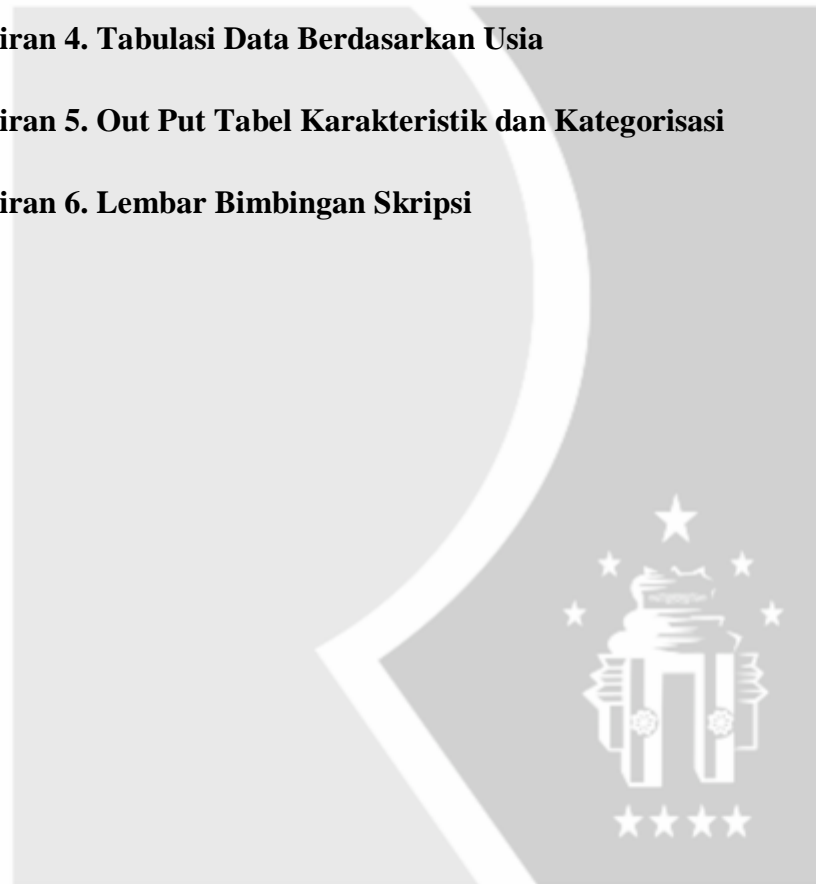 iran 4. Tabulasi Data Berdasarkan Usia
iran 5. Out Put Tabel Karakteristik dan Kategorisasi
iran 6. Lembar Bimbingan Skripsi